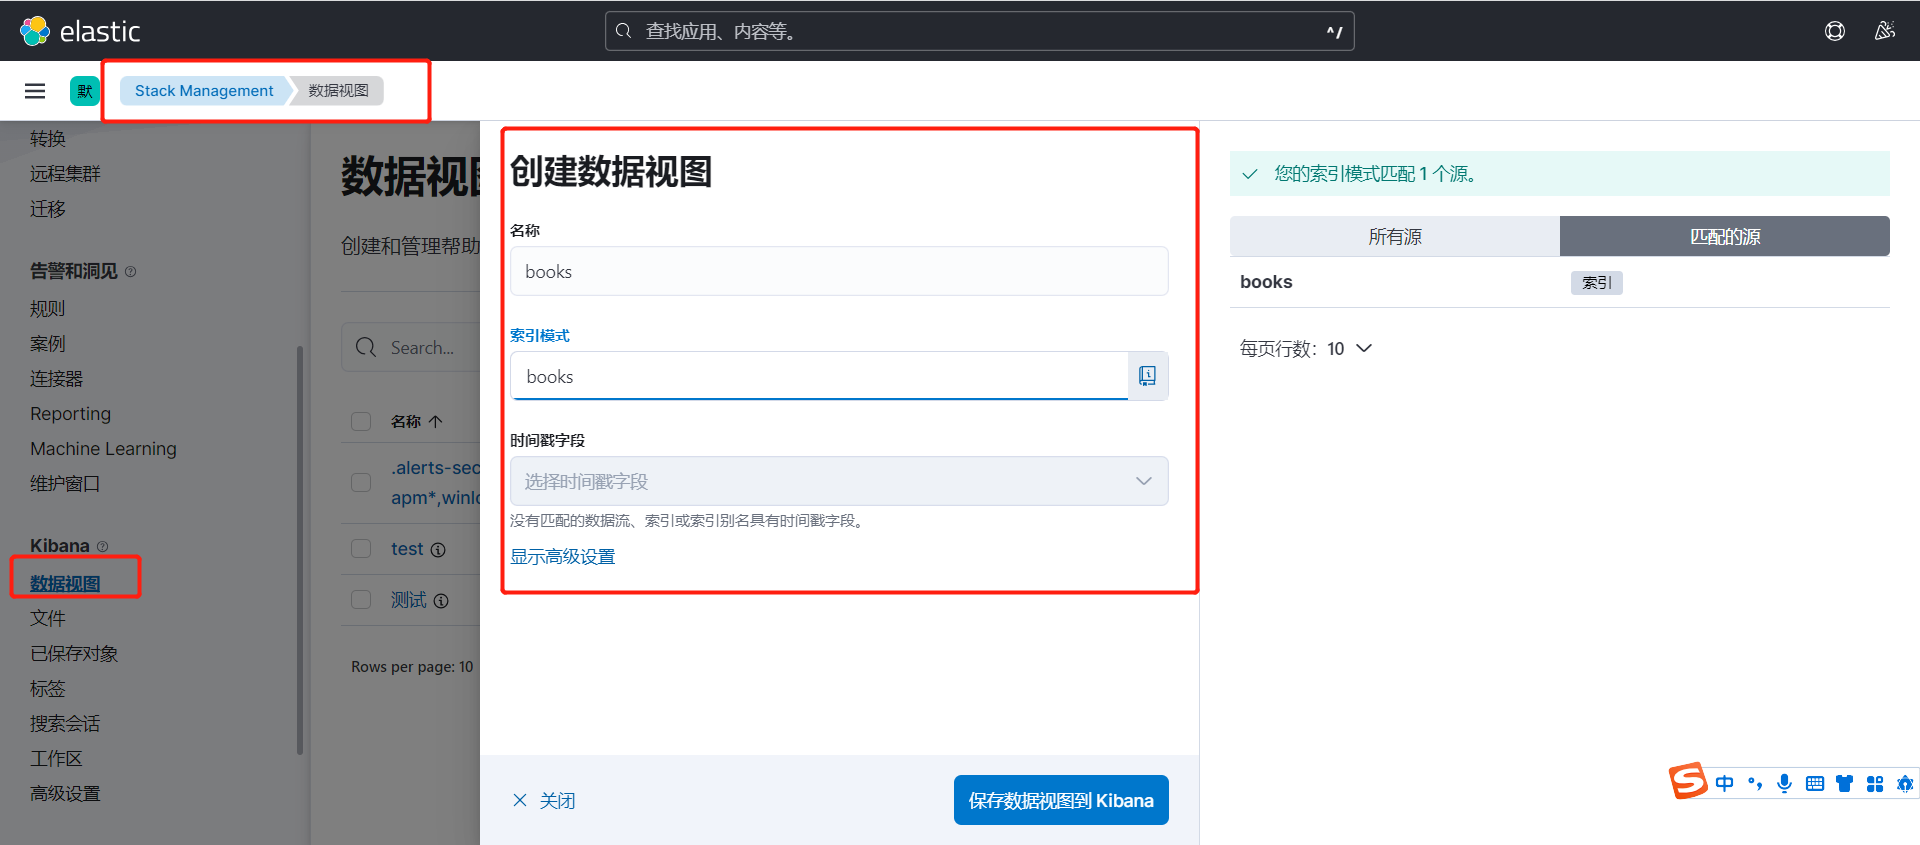 elastic
查找应用、内容等。
^/
默
Stack Management
数据视图
转换
远程集群
迁移
告警和洞见
规则
案例
连接器
Reporting
Machine Learning
维护窗口
Kibana
数据视图
文件
已保存对象
标签
搜索会话
工作区
高级设置
数据视图
创建和管理帮助
Search...
名称
.alerts-sec
apm*,winlo
test
测试
Rows per page: 10
创建数据视图
名称
books
索引模式
books
时间戳字段
选择时间戳字段
没有匹配的数据流、索引或索引别名具有时间戳字段。
显示高级设置
关闭
保存数据视图到 Kibana
您的索引模式匹配 1 个源。
所有源
匹配的源
books
索引
每页行数: 10
中